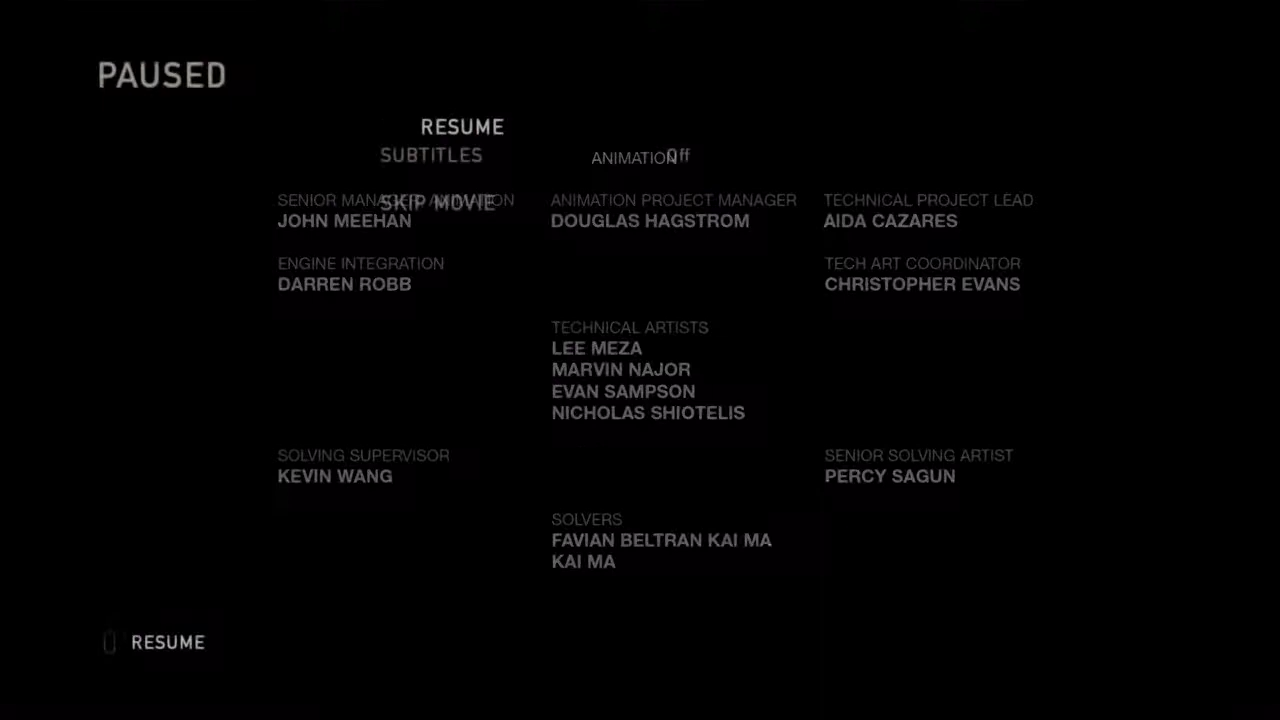 PAUSED
RESUME
SUBTITLES Off
ANIMATION
SKIP MOVIE
SENIOR MANAGER, ANIMATION ANIMATION PROJECT MANAGER TECHNICAL PROJECT LEAD
JOHN MEEHAN DOUGLAS HAGSTROM AIDA CAZARES
ENGINE INTEGRATION TECH ART COORDINATOR
DARREN ROBB CHRISTOPHER EVANS
TECHNICAL ARTISTS
LEE MEZA
MARVIN NAJOR
EVAN SAMPSON
NICHOLAS SHIOTELIS
SOLVING SUPERVISOR SENIOR SOLVING ARTIST
KEVIN WANG PERCY SAGUN
SOLVERS
FAVIAN BELTRAN KAI MA
KAI MA
RESUME